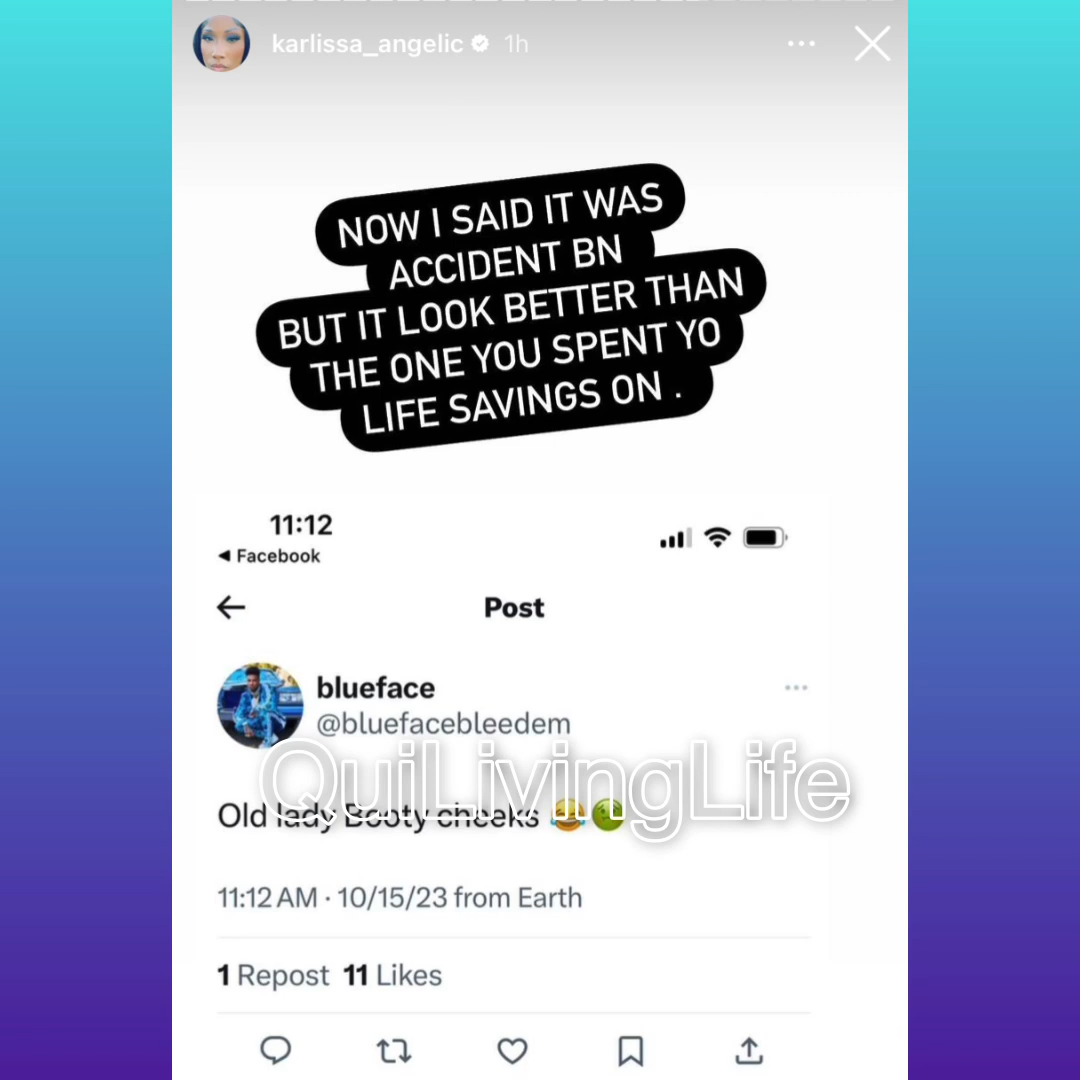 karlissa_angelic 1h
NOW I SAID IT WAS
ACCIDENT BN
BUT IT LOOK BETTER THAN
THE ONE YOU SPENT YO
LIFE SAVINGS ON .
11:12
◀ Facebook
Post
blueface
@bluefacebleedem
QuiLivingLife
Old lady Booty cheeks 😂🤢
11:12 AM · 10/15/23 from Earth
1 Repost 11 Likes